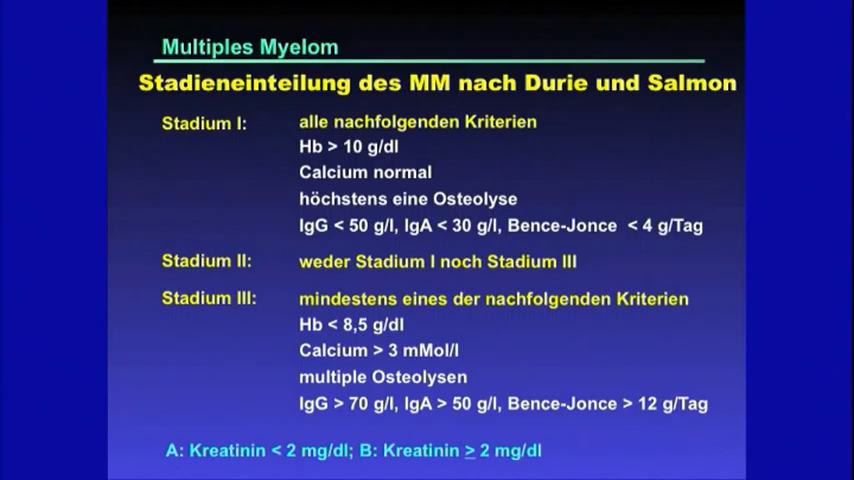 Multiples Myelom
Stadieneinteilung des MM nach Durie und Salmon
Stadium I: alle nachfolgenden Kriterien
Hb > 10 g/dl
Calcium normal
höchstens eine Osteolyse
IgG < 50 g/l, IgA < 30 g/l, Bence-Jonce < 4 g/Tag
Stadium II: weder Stadium I noch Stadium III
Stadium III: mindestens eines der nachfolgenden Kriterien
Hb < 8,5 g/dl
Calcium > 3 mMol/l
multiple Osteolysen
IgG > 70 g/l, IgA > 50 g/l, Bence-Jonce > 12 g/Tag
A: Kreatinin < 2 mg/dl; B: Kreatinin ≥ 2 mg/dl